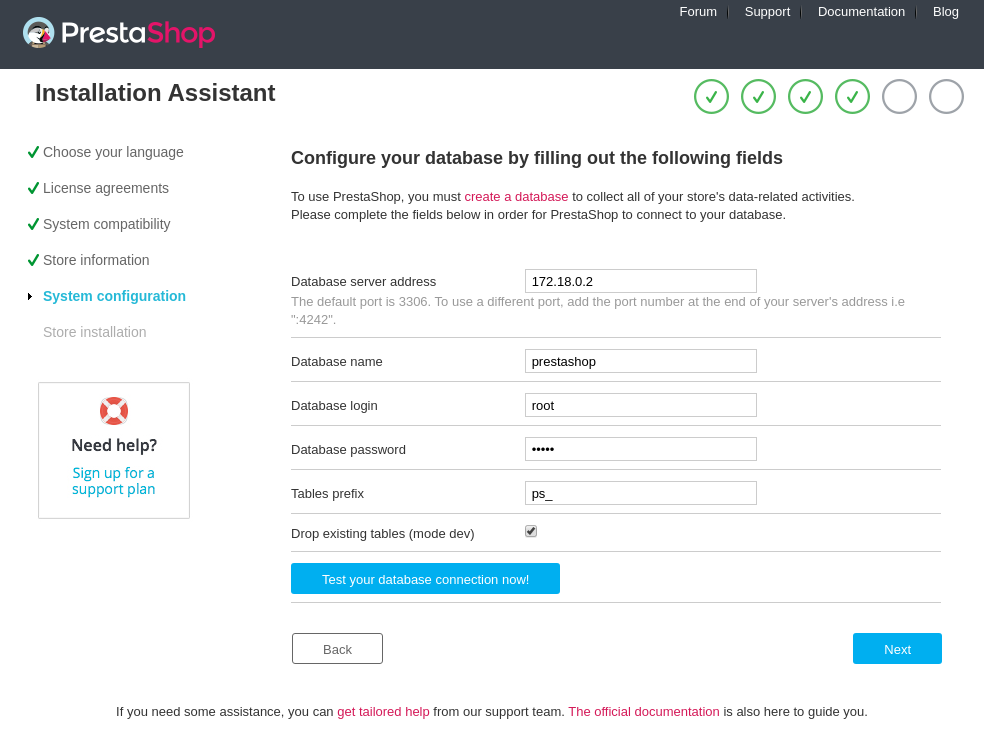 Forum
Support
Documentation
Blog
PrestaShop
Installation Assistant
Choose your language
License agreements
System compatibility
Store information
System configuration
Store installation
Need help?
Sign up for a
support plan
Configure your database by filling out the following fields
To use PrestaShop, you must create a database to collect all of your store's data-related activities.
Please complete the fields below in order for PrestaShop to connect to your database.
Database server address 172.18.0.2
The default port is 3306. To use a different port, add the port number at the end of your server's address i.e
":4242".
Database name prestashop
Database login root
Database password •••••
Tables prefix ps_
Drop existing tables (mode dev)
Test your database connection now!
Back
Next
If you need some assistance, you can get tailored help from our support team. The official documentation is also here to guide you.